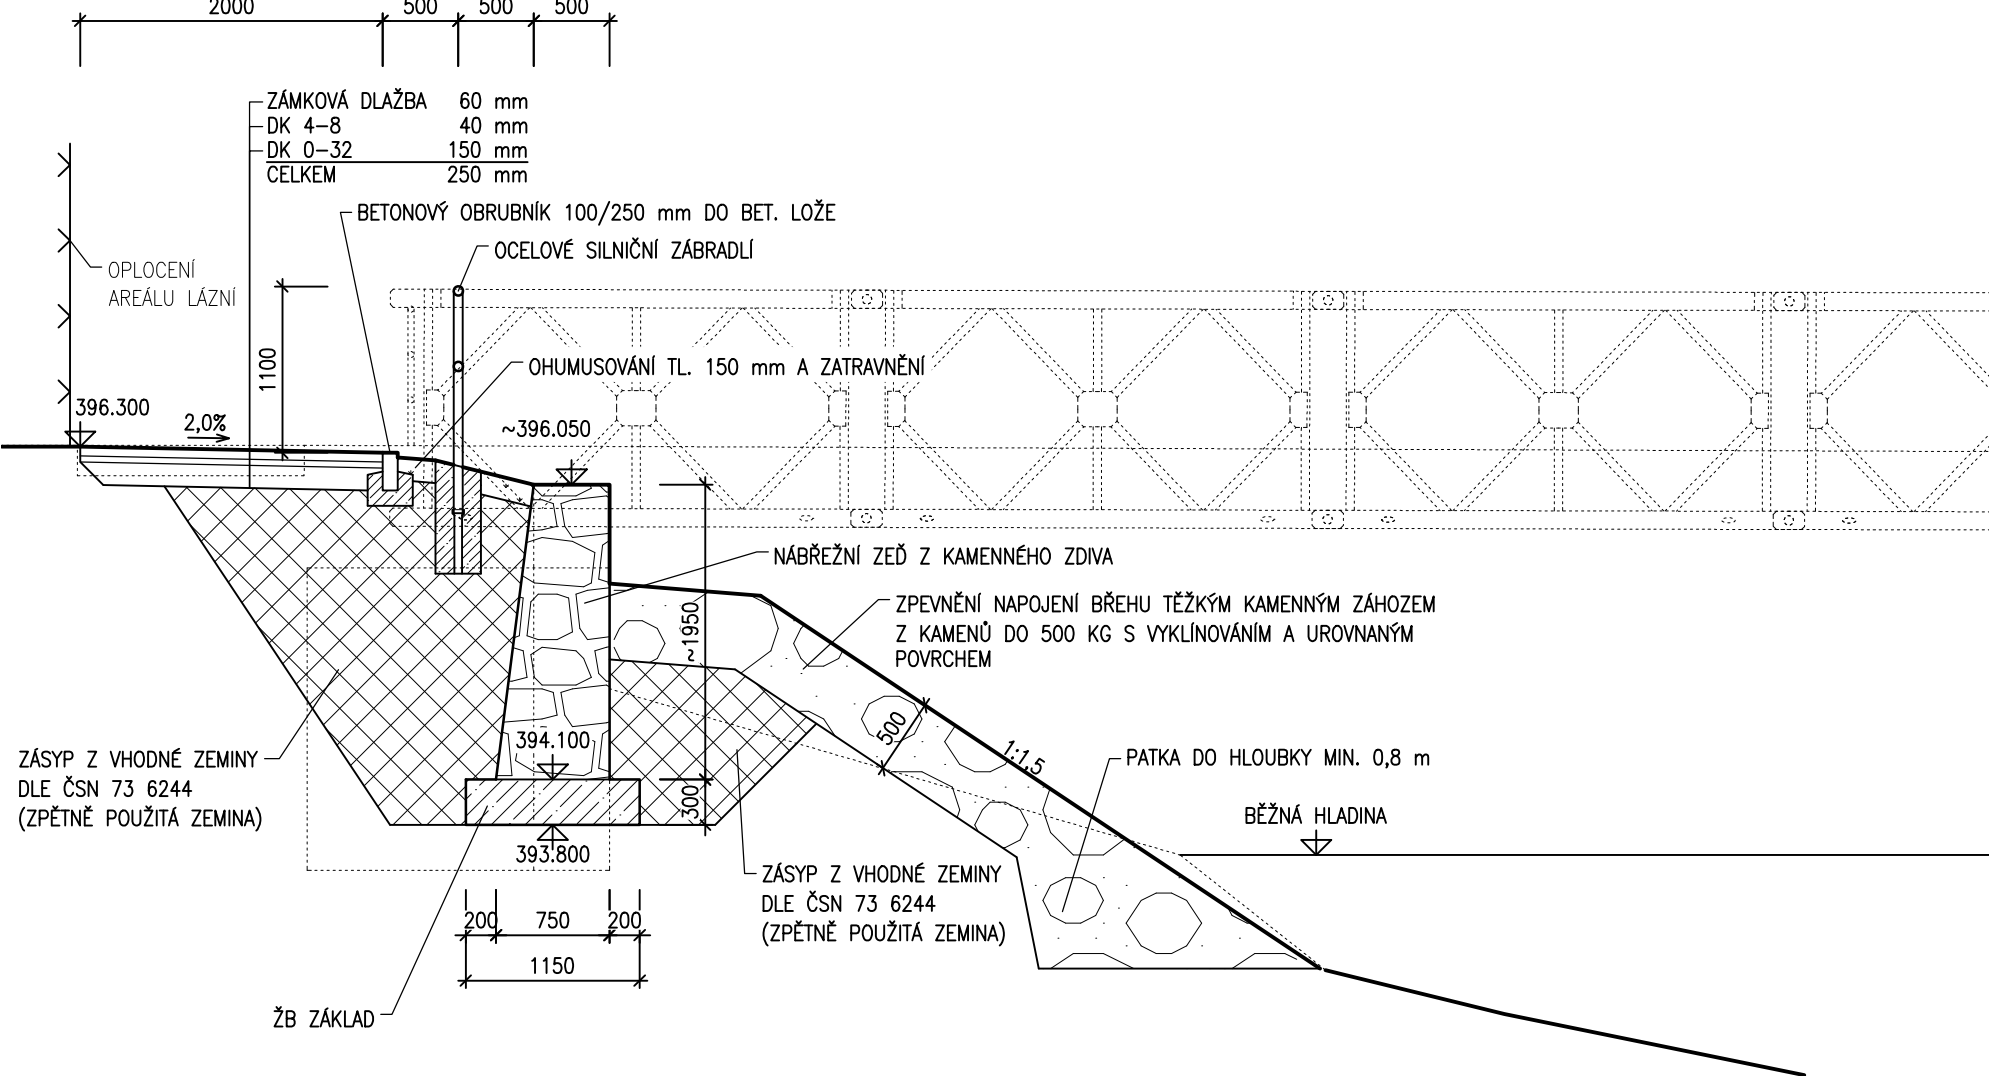 2000 500 500 500
ZÁMKOVÁ DLAŽBA 60 mm
DK 4-8 40 mm
DK 0-32 150 mm
CELKEM 250 mm
BETONOVÝ OBRUBNÍK 100/250 mm DO BET. LOŽE
OCELOVÉ SILNIČNÍ ZÁBRADLÍ
OPLOCENÍ
AREÁLU LÁZNÍ
1100
OHUMUSOVÁNÍ TL. 150 mm A ZATRAVNĚNÍ
396.300
2,0%
~396.050
NÁBŘEŽNÍ ZEĎ Z KAMENNÉHO ZDIVA
ZPEVNĚNÍ NAPOJENÍ BŘEHU TĚŽKÝM KAMENNÝM ZÁHOZEM
Z KAMENŮ DO 500 KG S VYKLÍNOVÁNÍM A UROVNANÝM
POVRCHEM
~1950
500
1:1,5
394.100
ZÁSYP Z VHODNÉ ZEMINY
DLE ČSN 73 6244
(ZPĚTNĚ POUŽITÁ ZEMINA)
PATKA DO HLOUBKY MIN. 0,8 m
300
BĚŽNÁ HLADINA
393.800
ZÁSYP Z VHODNÉ ZEMINY
DLE ČSN 73 6244
(ZPĚTNĚ POUŽITÁ ZEMINA)
200 750 200
1150
ŽB ZÁKLAD